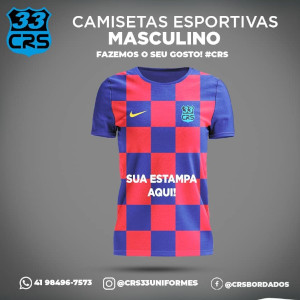 33
CRS
CAMISETAS ESPORTIVAS
MASCULINO
FAZEMOS O SEU GOSTO! #CRS
33
CRS
SUA ESTAMPA
AQUI!
41 98496-7573
@CRS33UNIFORMES
@CRSBORDADOS